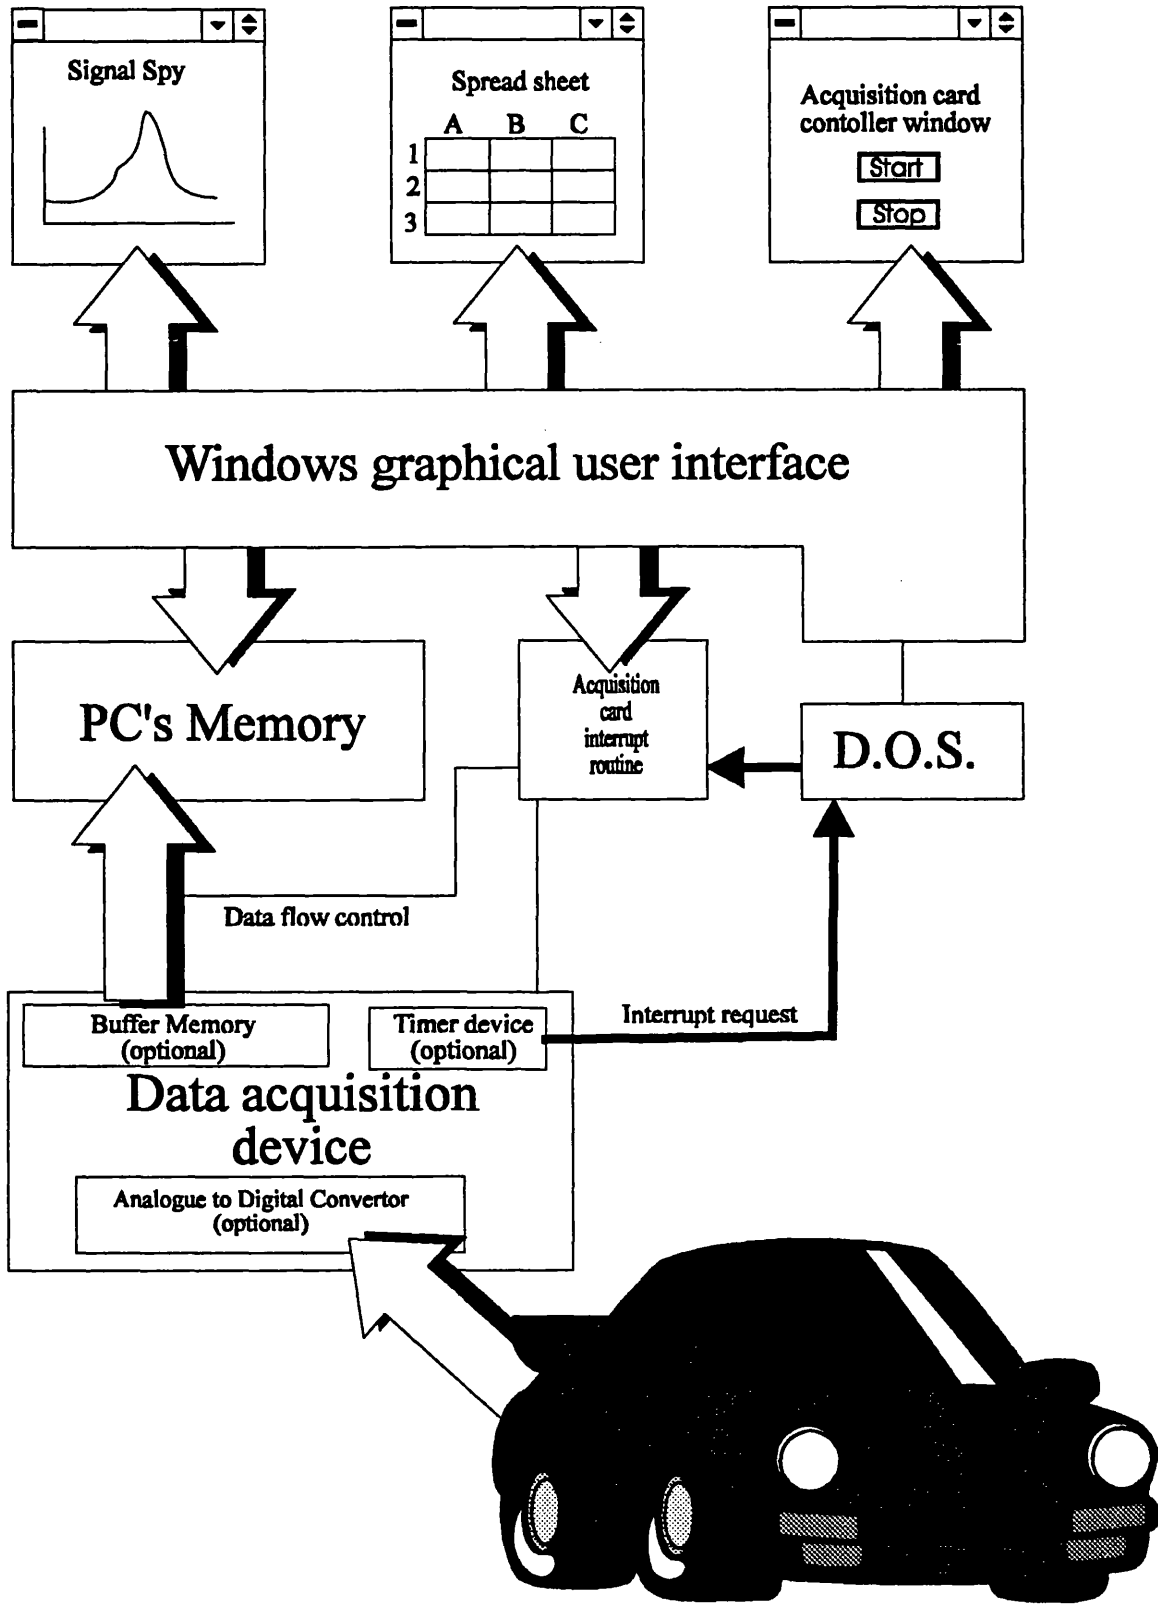 Signal Spy
Spread sheet
A B C
1
2
3
Acquisition card
contoller window
Start
Stop
Windows graphical user interface
PC's Memory
Acquisition
card
interrupt
routine
D.O.S.
Data flow control
Buffer Memory
(optional)
Timer device
(optional)
Interrupt request
Data acquisition
device
Analogue to Digital Convertor
(optional)